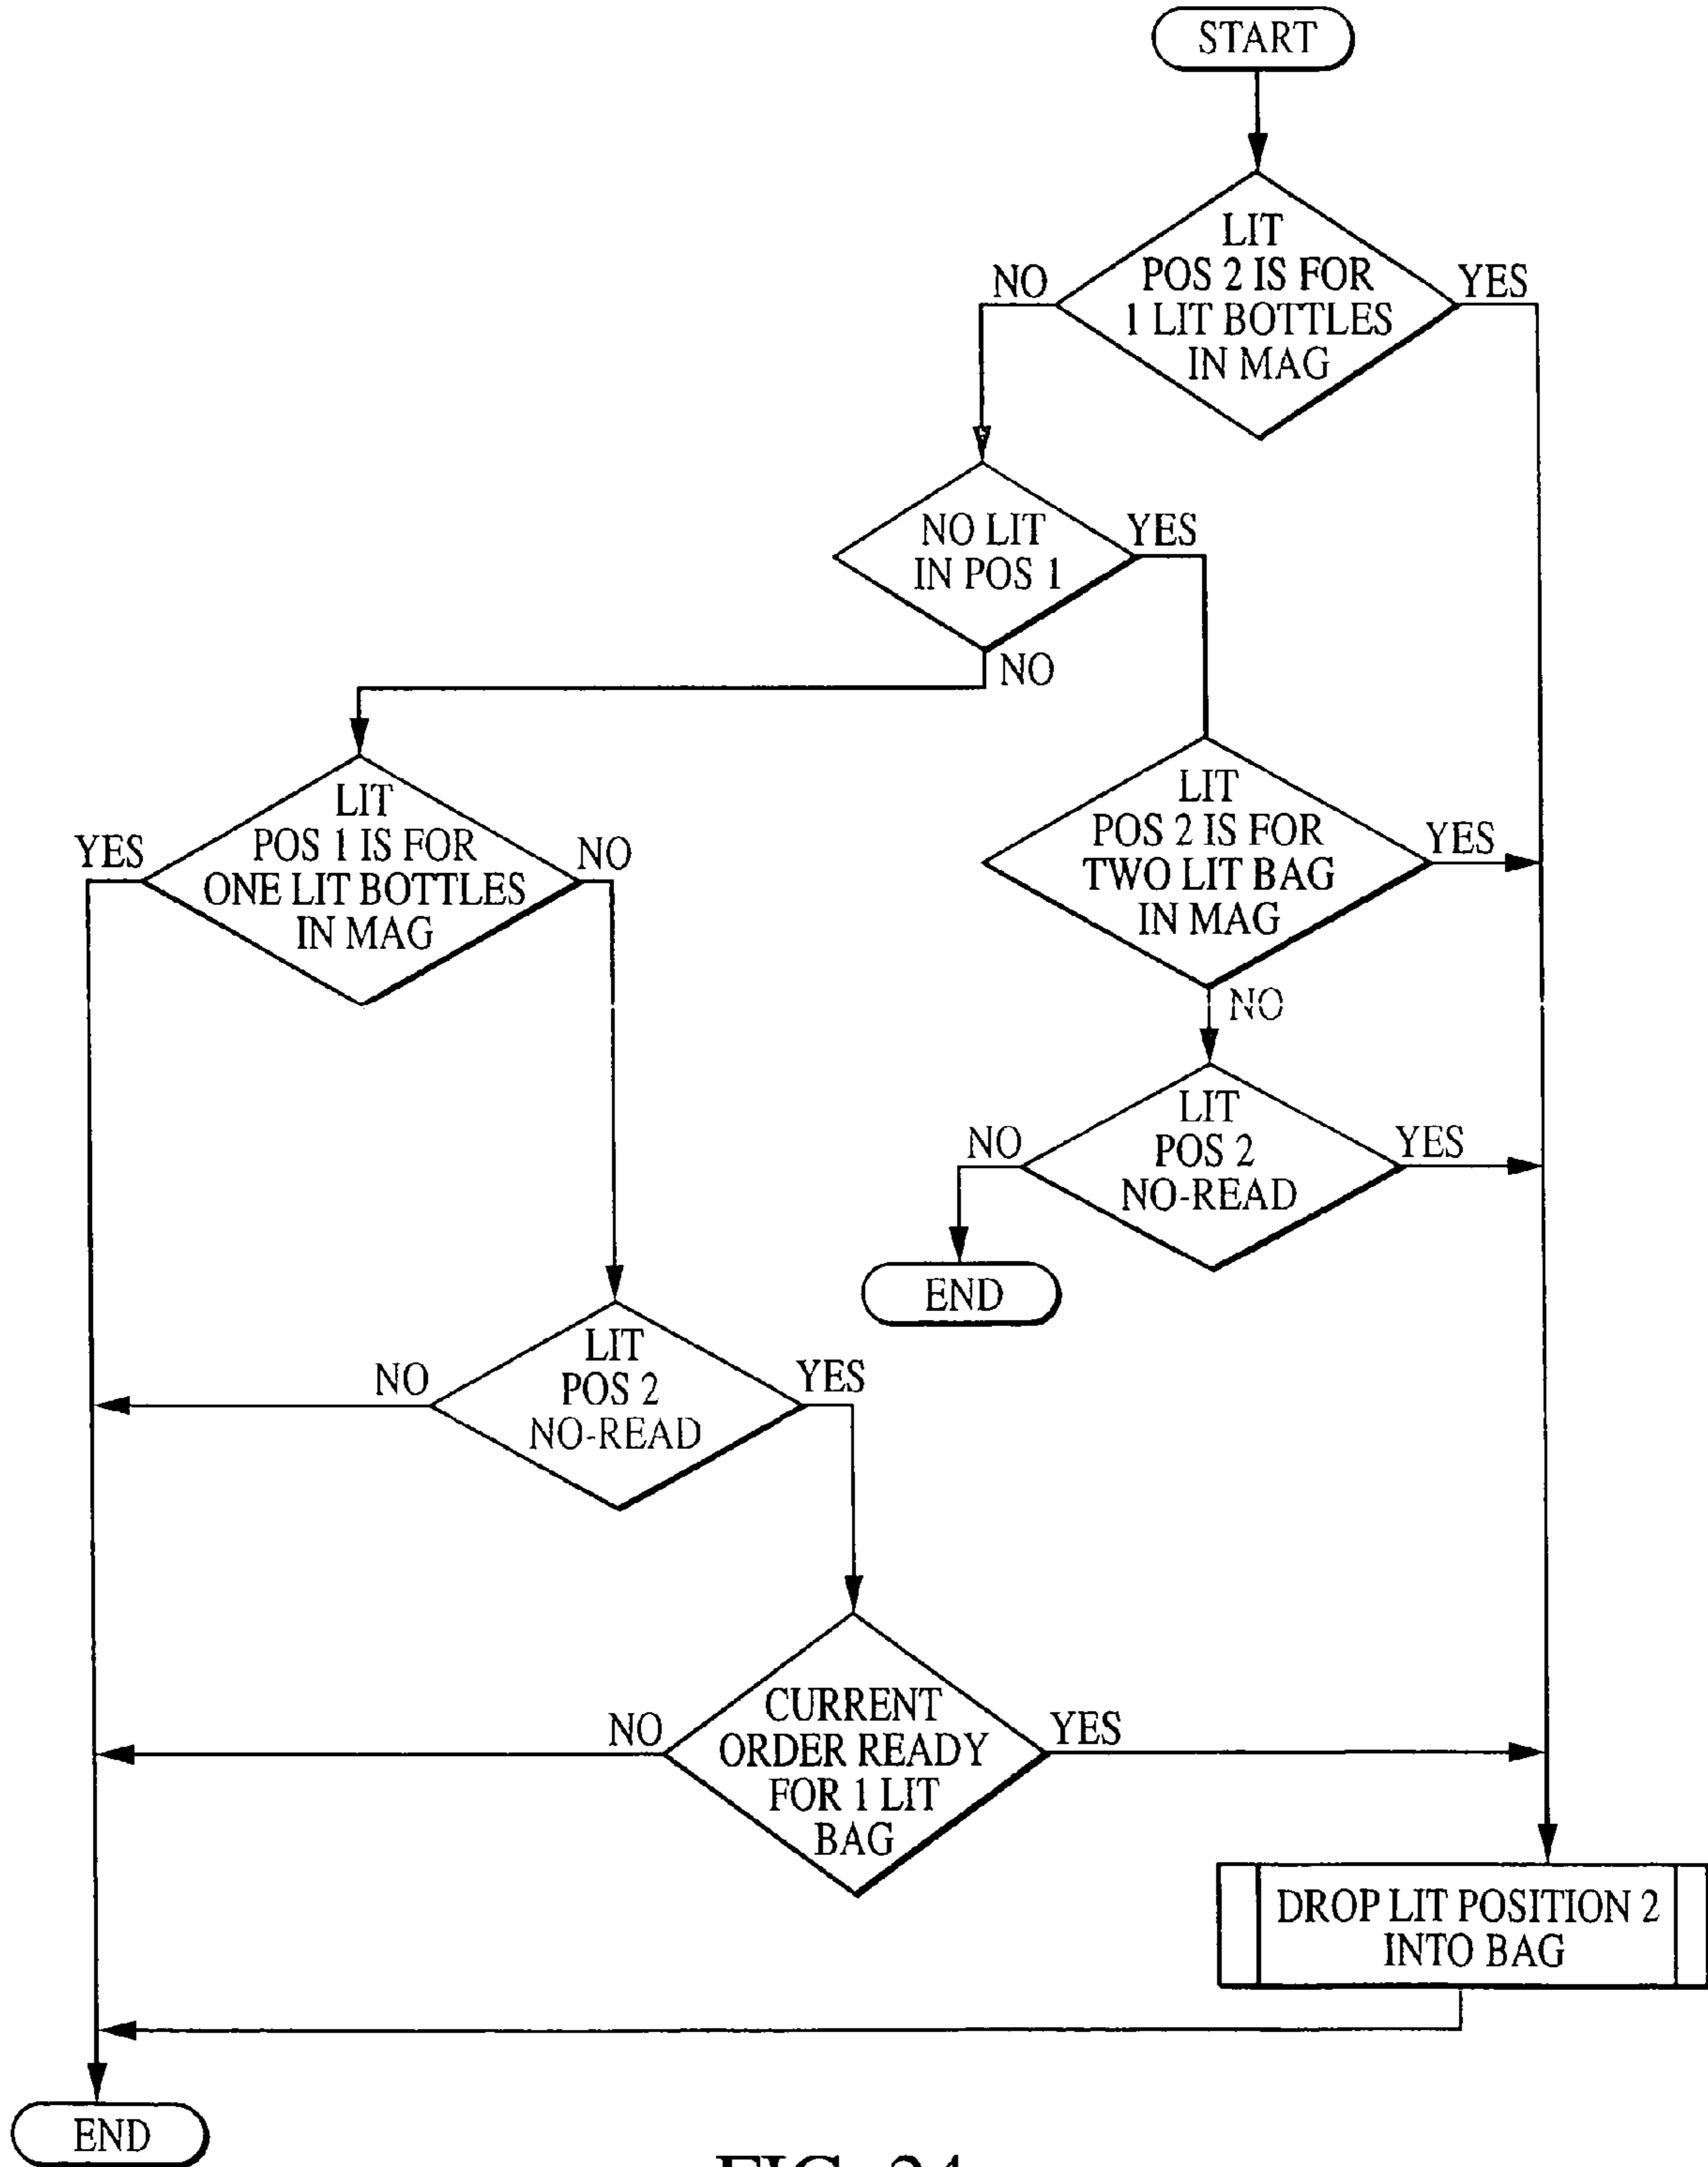 START
LIT
POS 2 IS FOR
1 LIT BOTTLES
IN MAG
NO
YES
NO LIT
IN POS 1
YES
NO
LIT
POS 1 IS FOR
ONE LIT BOTTLES
IN MAG
YES
NO
LIT
POS 2 IS FOR
TWO LIT BAG
IN MAG
YES
NO
LIT
POS 2
NO-READ
NO
YES
END
LIT
POS 2
NO-READ
NO
YES
CURRENT
ORDER READY
FOR 1 LIT
BAG
NO
YES
DROP LIT POSITION 2
INTO BAG
END